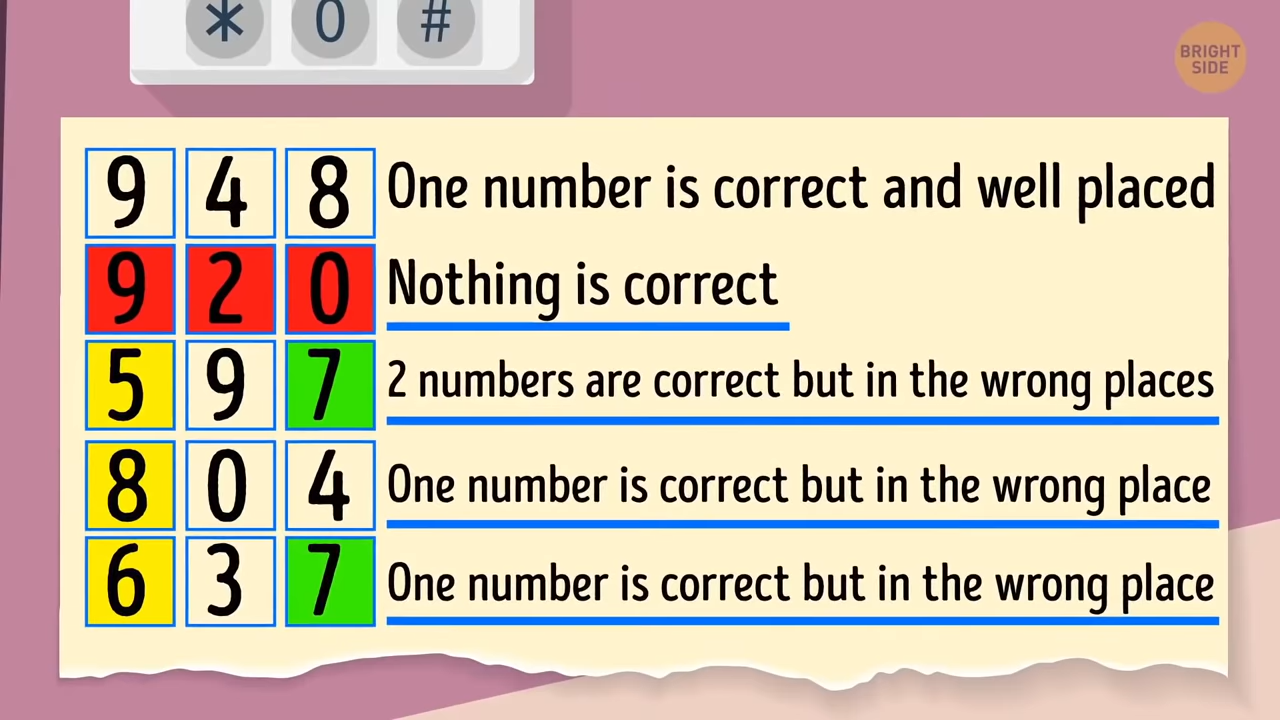 * 0 #
BRIGHT
SIDE
9 4 8 One number is correct and well placed
9 2 0 Nothing is correct
5 9 7 2 numbers are correct but in the wrong places
8 0 4 One number is correct but in the wrong place
6 3 7 One number is correct but in the wrong place